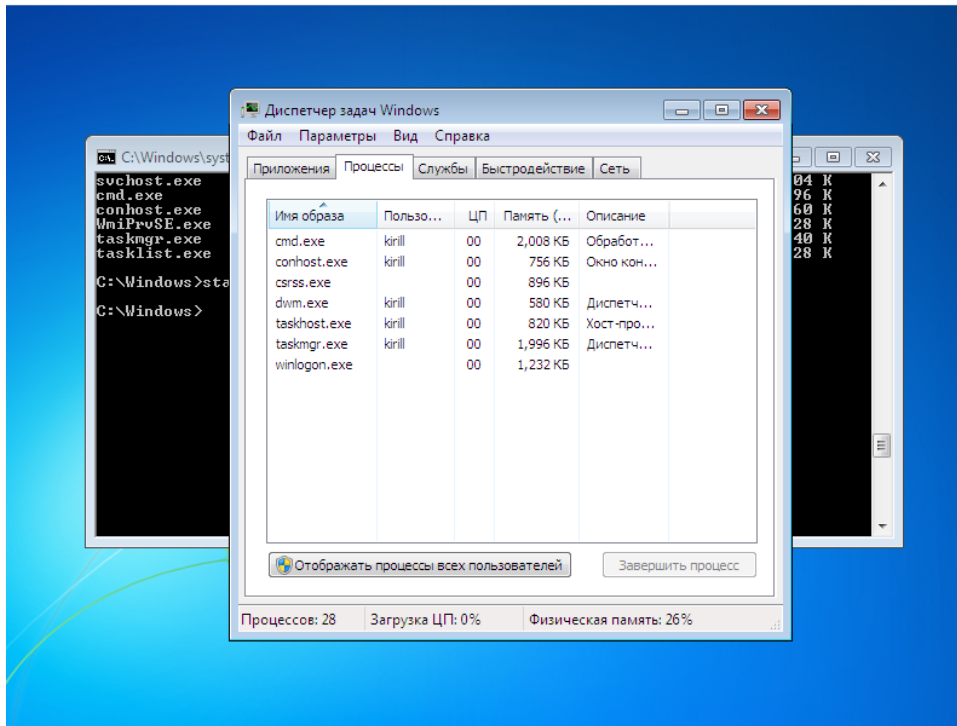 Диспетчер задач Windows
Файл Параметры Вид Справка
Приложения Процессы Службы Быстродействие Сеть
Имя образа Пользо... ЦП Память (... Описание
cmd.exe kirill 00 2,008 КБ Обработ...
conhost.exe kirill 00 756 КБ Окно кон...
csrss.exe 00 896 КБ
dwm.exe kirill 00 580 КБ Диспетч...
taskhost.exe kirill 00 820 КБ Хост-про...
taskmgr.exe kirill 00 1,996 КБ Диспетч...
winlogon.exe 00 1,232 КБ
Отображать процессы всех пользователей Завершить процесс
Процессов: 28 Загрузка ЦП: 0% Физическая память: 26%
C:\Windows\syst
svchost.exe 04 K
cmd.exe 96 K
conhost.exe 60 K
WmiPrvSE.exe 28 K
taskmgr.exe 40 K
tasklist.exe 28 K
C:\Windows>sta
C:\Windows>